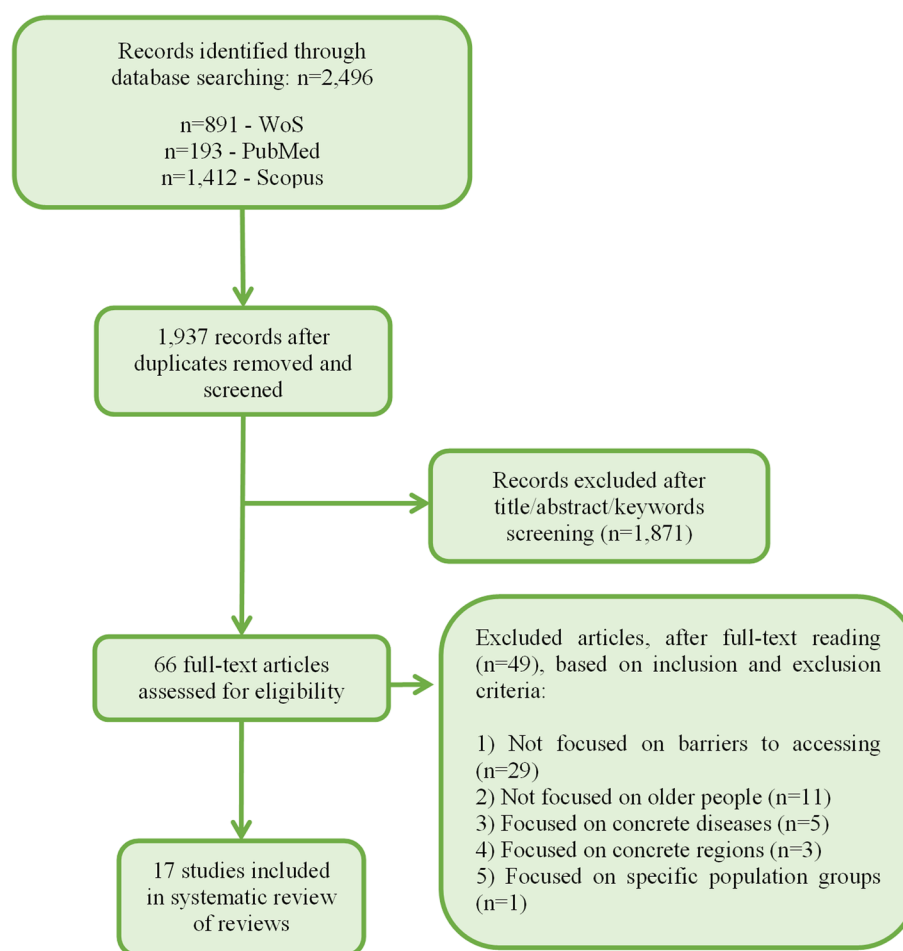 Records identified through
database searching: n=2,496
n=891 - WoS
n=193 - PubMed
n=1,412 - Scopus
1,937 records after
duplicates removed and
screened
Records excluded after
title/abstract/keywords
screening (n=1,871)
66 full-text articles
assessed for eligibility
Excluded articles, after full-text reading
(n=49), based on inclusion and exclusion
criteria:
1) Not focused on barriers to accessing
(n=29)
2) Not focused on older people (n=11)
3) Focused on concrete diseases (n=5)
4) Focused on concrete regions (n=3)
5) Focused on specific population groups
(n=1)
17 studies included
in systematic review
of reviews